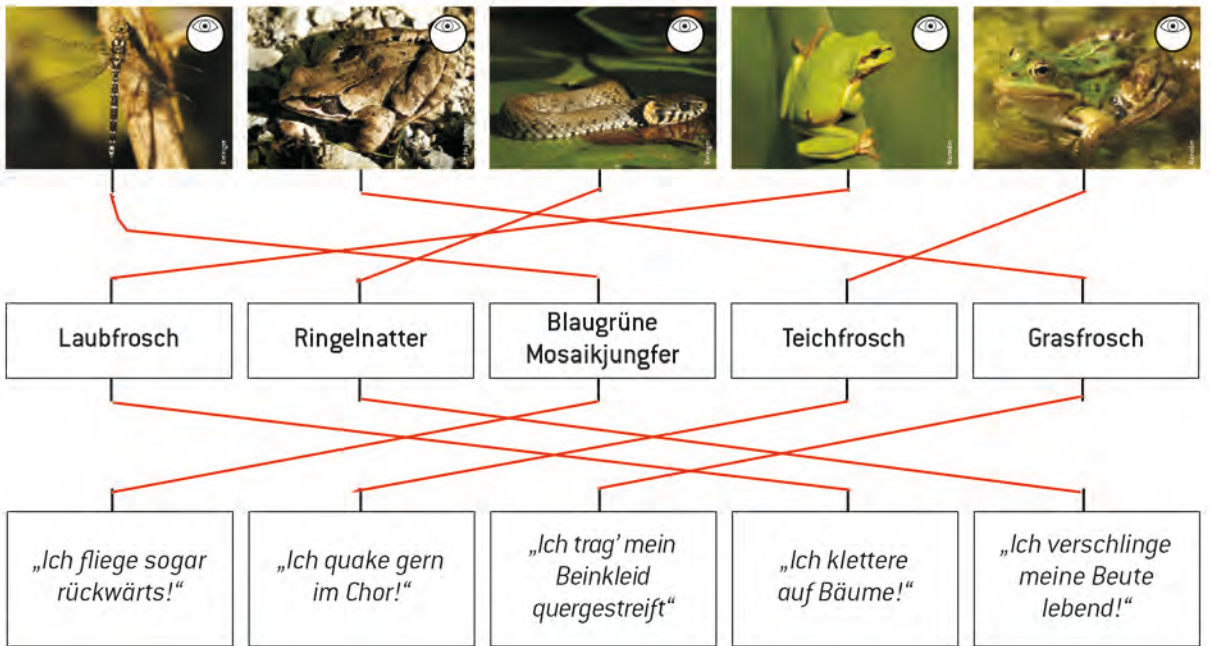 Laubfrosch
Ringelnatter
Blaugrüne
Mosaikjungfer
Teichfrosch
Grasfrosch
„Ich fliege sogar
rückwärts!“
„Ich quake gern
im Chor!“
„Ich trag’ mein
Beinkleid
quergestreift“
„Ich klettere
auf Bäume!“
„Ich verschlinge
meine Beute
lebend!“